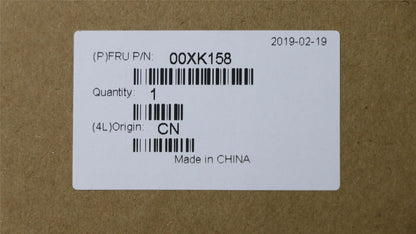 2019-02-19
(P)FRU P/N: 00XK158
Quantity: 1
(4L)Origin: CN
Made in CHINA